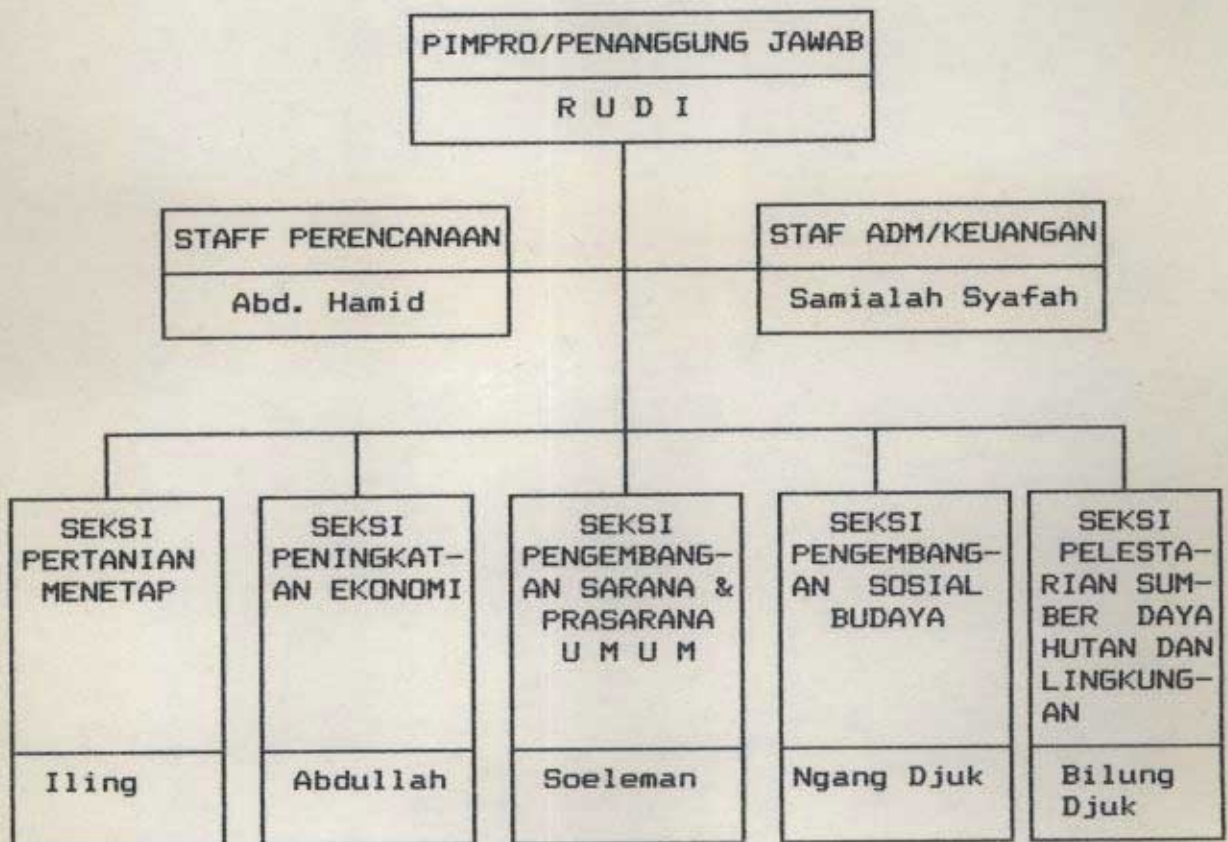 PIMPRO/PENANGGUNG JAWAB
R U D I
STAFF PERENCANAAN
Abd. Hamid
STAF ADM/KEUANGAN
Samialah Syafah
SEKSI
PERTANIAN
MENETAP
Iling
SEKSI
PENINGKAT-
AN EKONOMI
Abdullah
SEKSI
PENGEMBANG-
AN SARANA &
PRASARANA
U M U M
Soeleman
SEKSI
PENGEMBANG-
AN SOSIAL
BUDAYA
Ngang Djuk
SEKSI
PELESTA-
RIAN SUM-
BER DAYA
HUTAN DAN
LINGKUNG-
AN
Bilung
Djuk